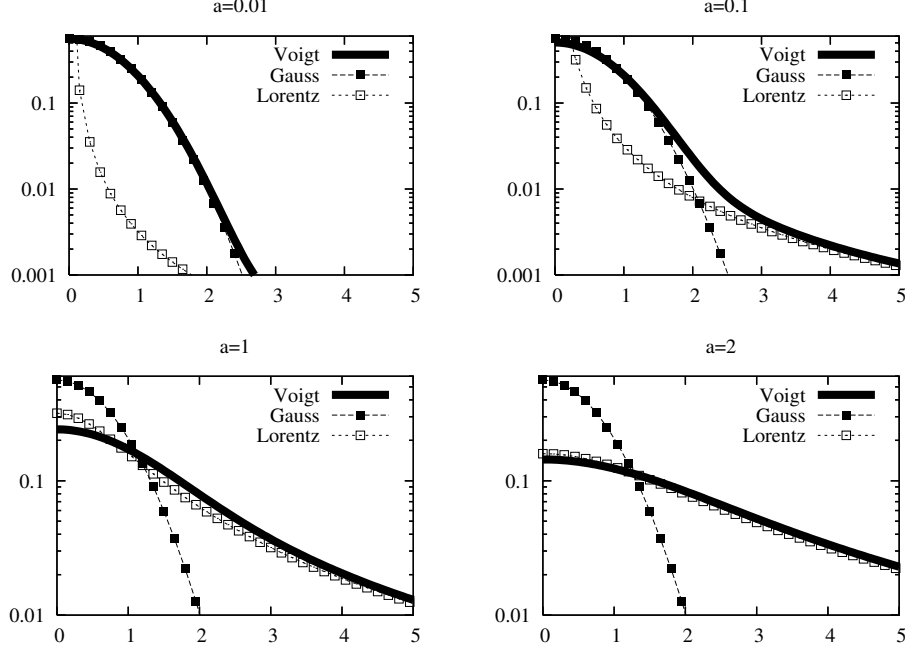 a=0.01
Voigt
Gauss
Lorentz
0.1
0.01
0.001
0 1 2 3 4 5
a=0.1
Voigt
Gauss
Lorentz
0.1
0.01
0.001
0 1 2 3 4 5
a=1
Voigt
Gauss
Lorentz
0.1
0.01
0 1 2 3 4 5
a=2
Voigt
Gauss
Lorentz
0.1
0.01
0 1 2 3 4 5